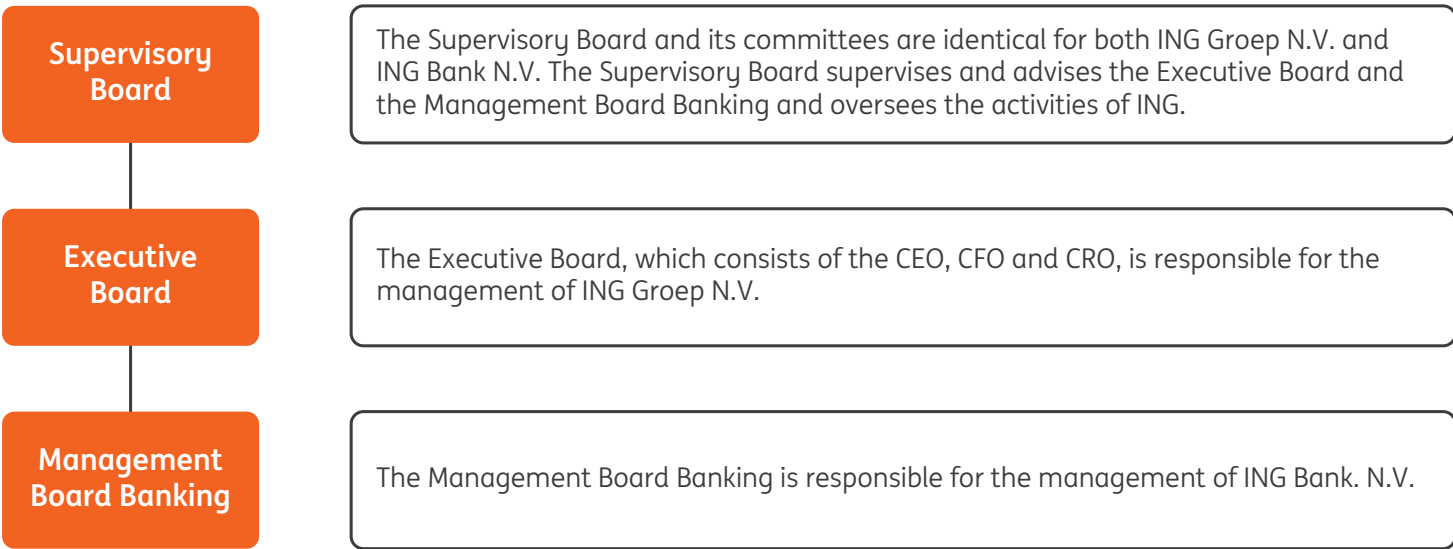 Supervisory
Board
The Supervisory Board and its committees are identical for both ING Groep N.V. and
ING Bank N.V. The Supervisory Board supervises and advises the Executive Board and
the Management Board Banking and oversees the activities of ING.
Executive
Board
The Executive Board, which consists of the CEO, CFO and CRO, is responsible for the
management of ING Groep N.V.
Management
Board Banking
The Management Board Banking is responsible for the management of ING Bank. N.V.